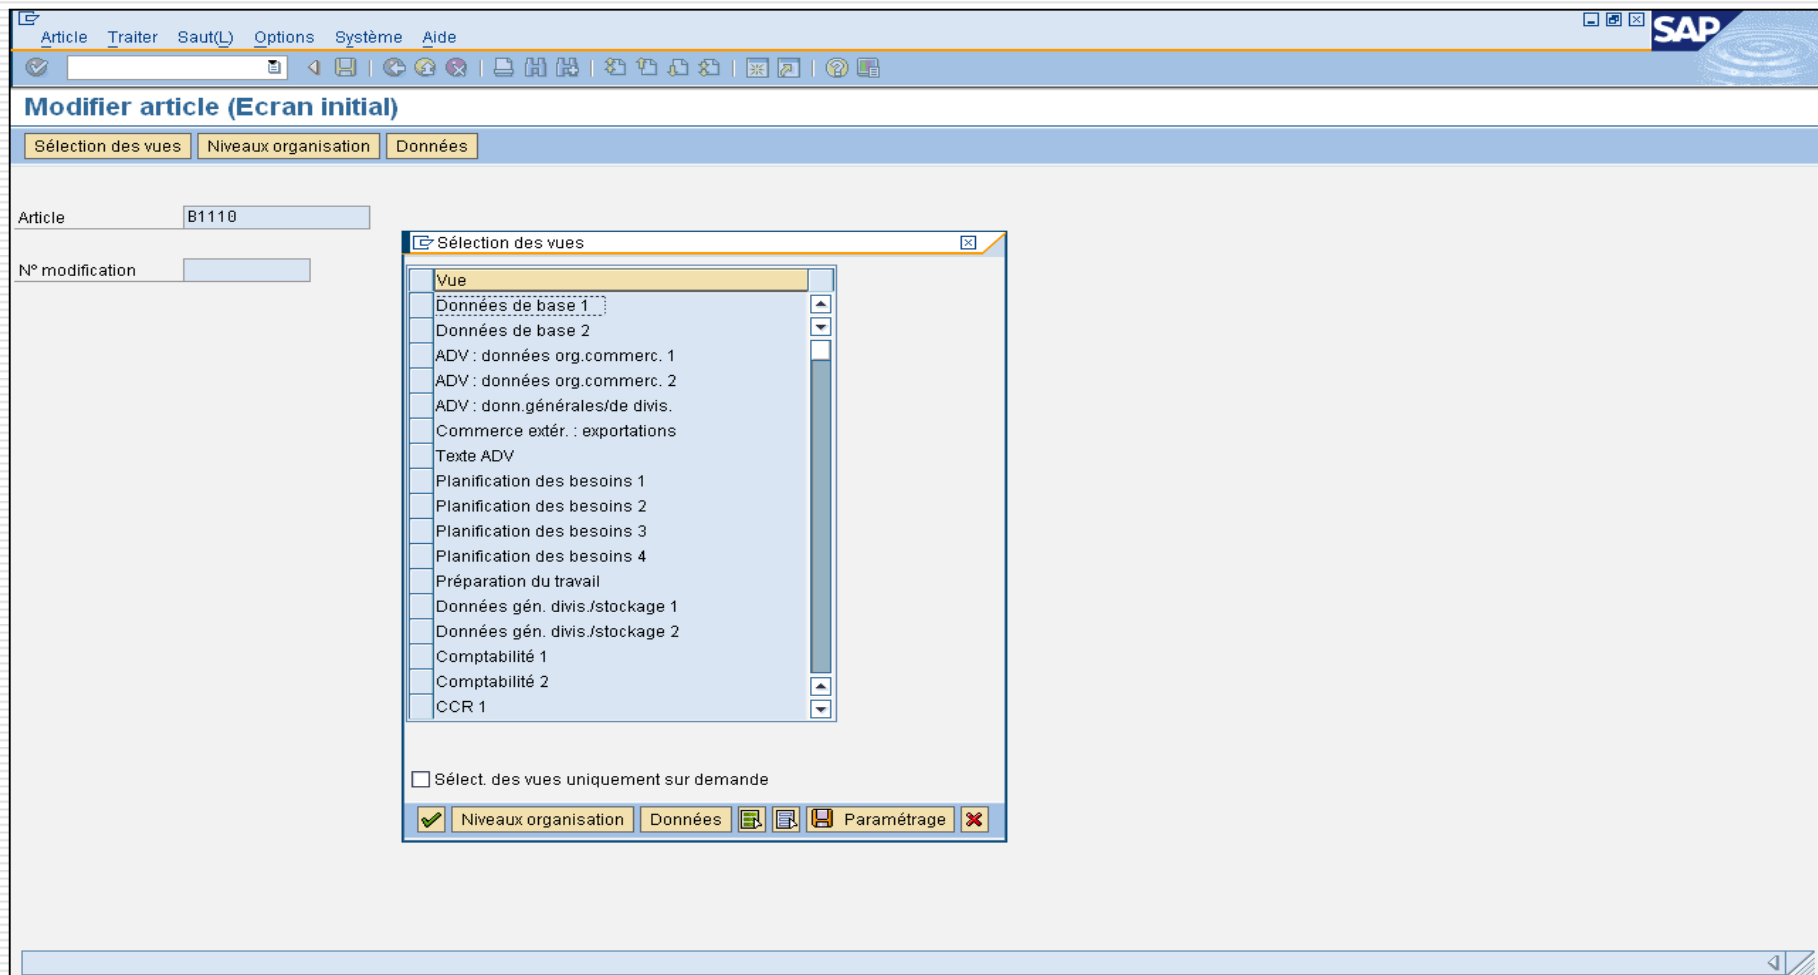 Article Traiter Saut(L) Options Système Aide
SAP
Modifier article (Ecran initial)
Sélection des vues Niveaux organisation Données
Article B1110
N° modification
Sélection des vues
Vue
Données de base 1
Données de base 2
ADV : données org.commerc. 1
ADV : données org.commerc. 2
ADV : donn.générales/de divis.
Commerce extér. : exportations
Texte ADV
Planification des besoins 1
Planification des besoins 2
Planification des besoins 3
Planification des besoins 4
Préparation du travail
Données gén. divis./stockage 1
Données gén. divis./stockage 2
Comptabilité 1
Comptabilité 2
CCR 1
Sélect. des vues uniquement sur demande
Niveaux organisation Données Paramétrage